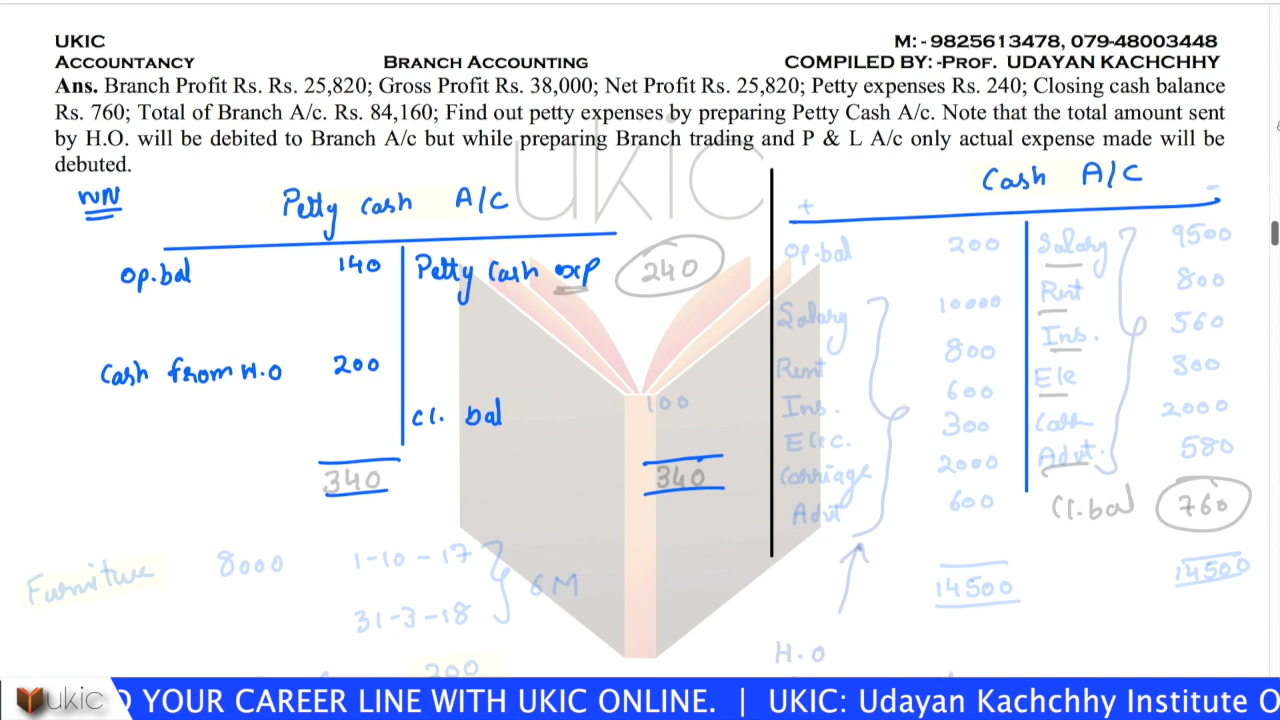 UKIC
M: - 9825613478, 079-48003448
ACCOUNTANCY BRANCH ACCOUNTING COMPILED BY: -PROF. UDAYAN KACHCHHY
Ans. Branch Profit Rs. Rs. 25,820; Gross Profit Rs. 38,000; Net Profit Rs. 25,820; Petty expenses Rs. 240; Closing cash balance
Rs. 760; Total of Branch A/c. Rs. 84,160; Find out petty expenses by preparing Petty Cash A/c. Note that the total amount sent
by H.O. will be debited to Branch A/c but while preparing Branch trading and P & L A/c only actual expense made will be
debuted.
WN
Petty cash A/C
Op.bal 140 Petty Cash exp 240
Cash from H.O 200
Cl. bal 100
340 340
Furniture 8000 1-10-17
31-3-18
6M
200
Cash A/C
+ -
Op.bal 200 Salary 9500
Salary 10000 Rent 800
Rent 800 Ins. 560
Ins. 600 Ele 300
Elec. 300 Cash 2000
Carriage 2000 Advt. 580
Advt 600 Cl.bal 760
14500 14500
H.O
ukic
ukic
YOUR CAREER LINE WITH UKIC ONLINE. | UKIC: Udayan Kachchhy Institute O